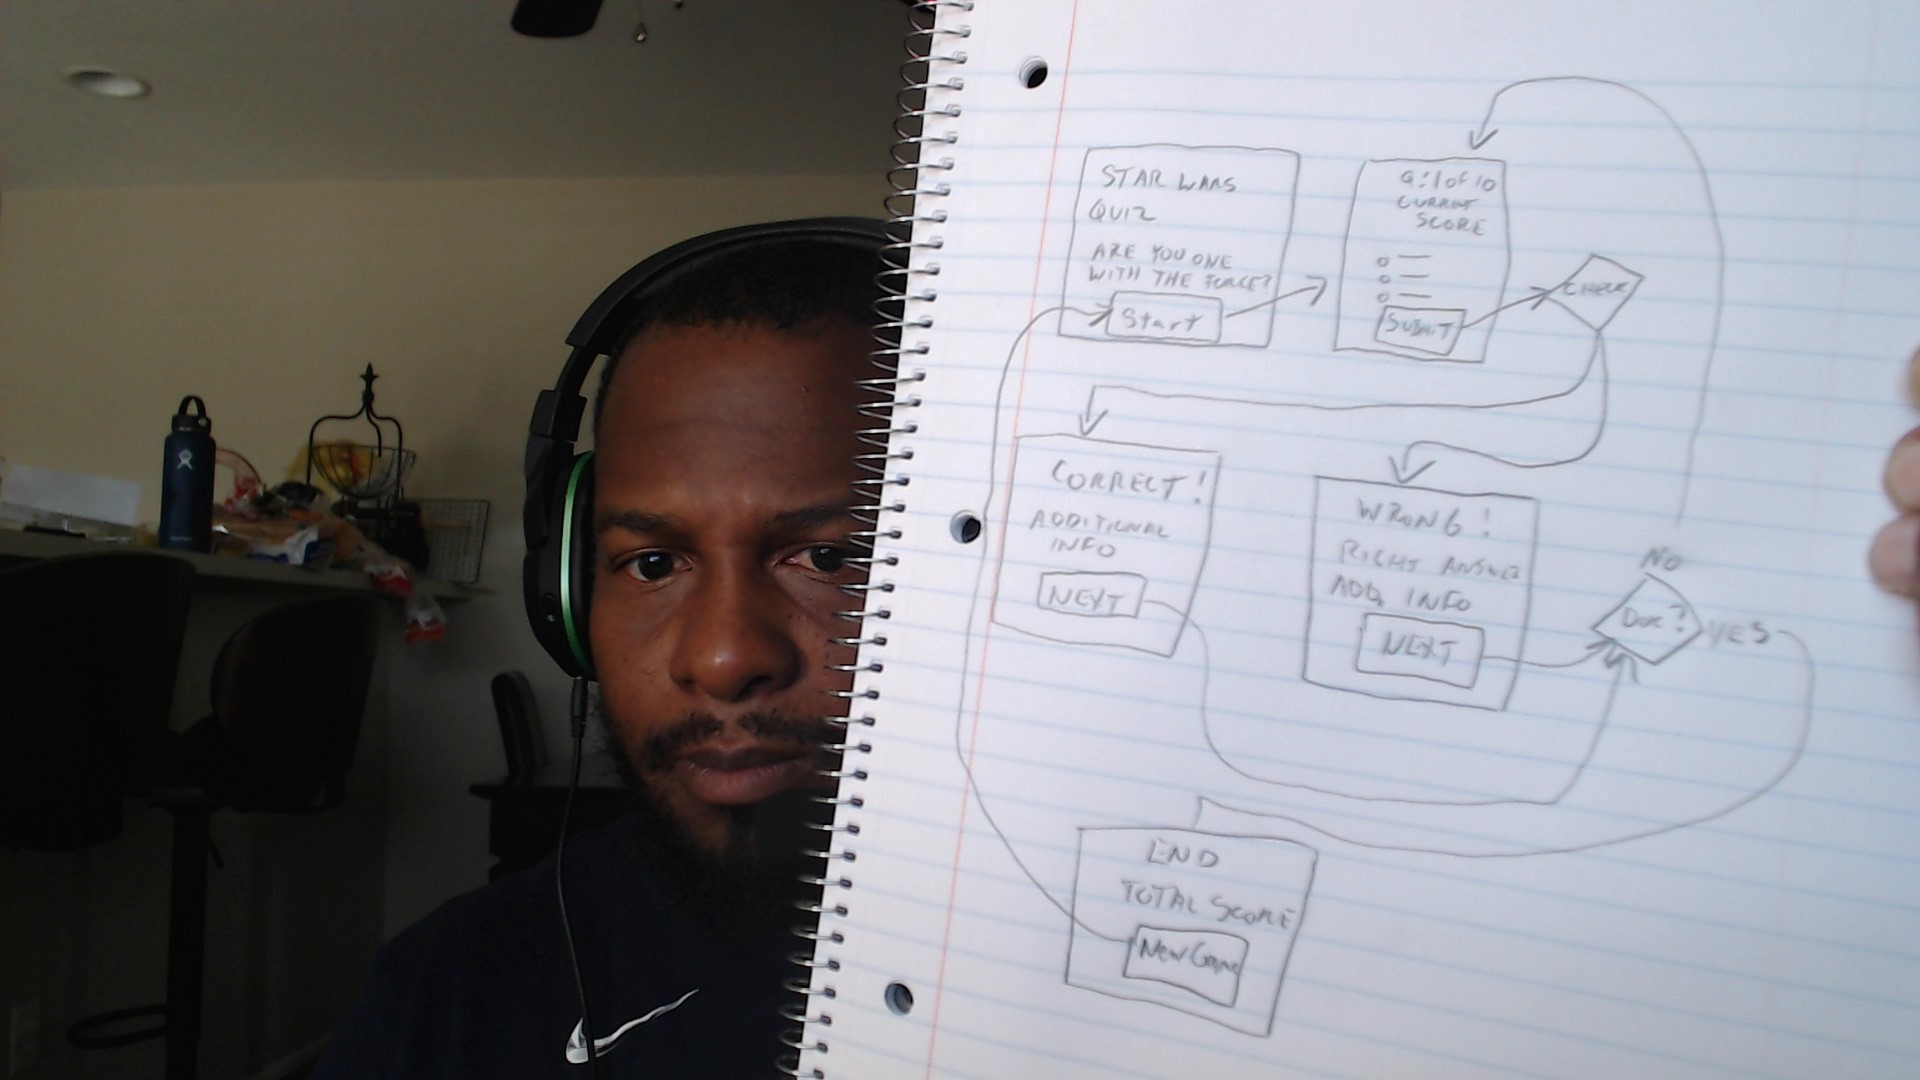 STAR WARS
QUIZ
ARE YOU ONE
WITH THE FORCE?
Start
Q: 1 of 10
CURRENT
SCORE
SUBMIT
CHECK
CORRECT!
ADDITIONAL
INFO
NEXT
WRONG!
RIGHT ANSWER
ADD, INFO
NEXT
NO
YES
END
TOTAL SCORE
New Game